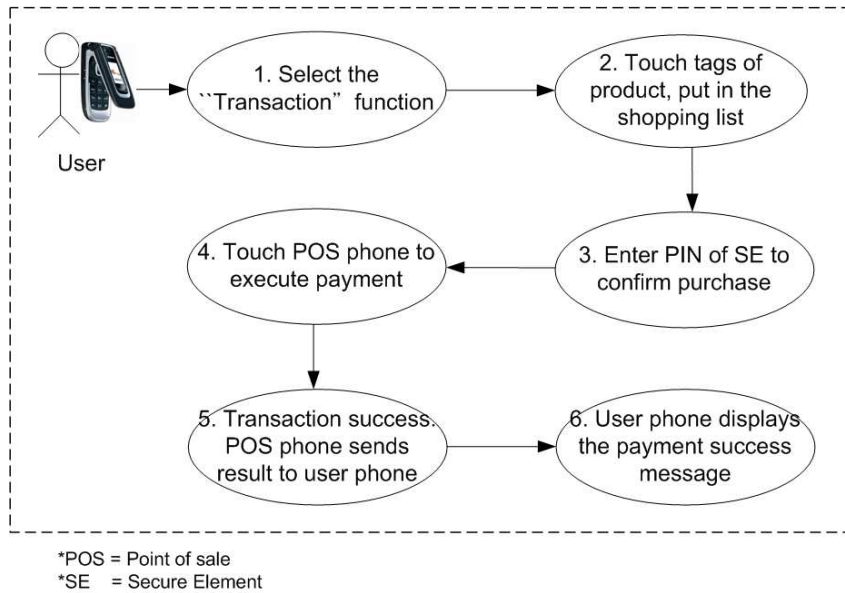 User
1. Select the
``Transaction” function
2. Touch tags of
product, put in the
shopping list
3. Enter PIN of SE to
confirm purchase
4. Touch POS phone to
execute payment
5. Transaction success.
POS phone sends
result to user phone
6. User phone displays
the payment success
message
*POS = Point of sale
*SE = Secure Element